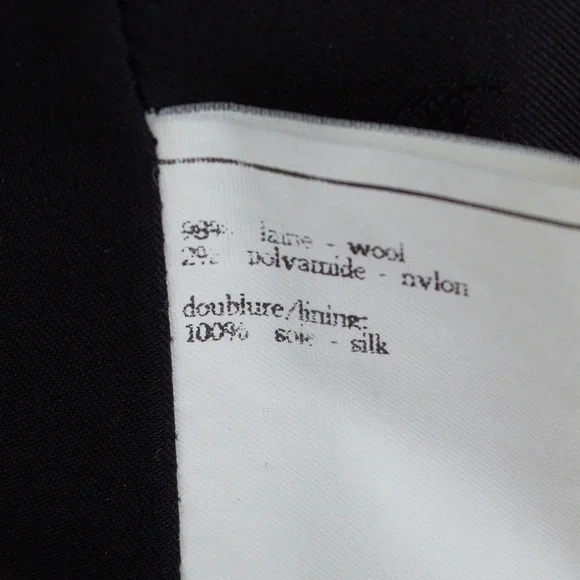 98% laine - wool
2% polyamide - nylon
doublure/lining:
100% soie - silk